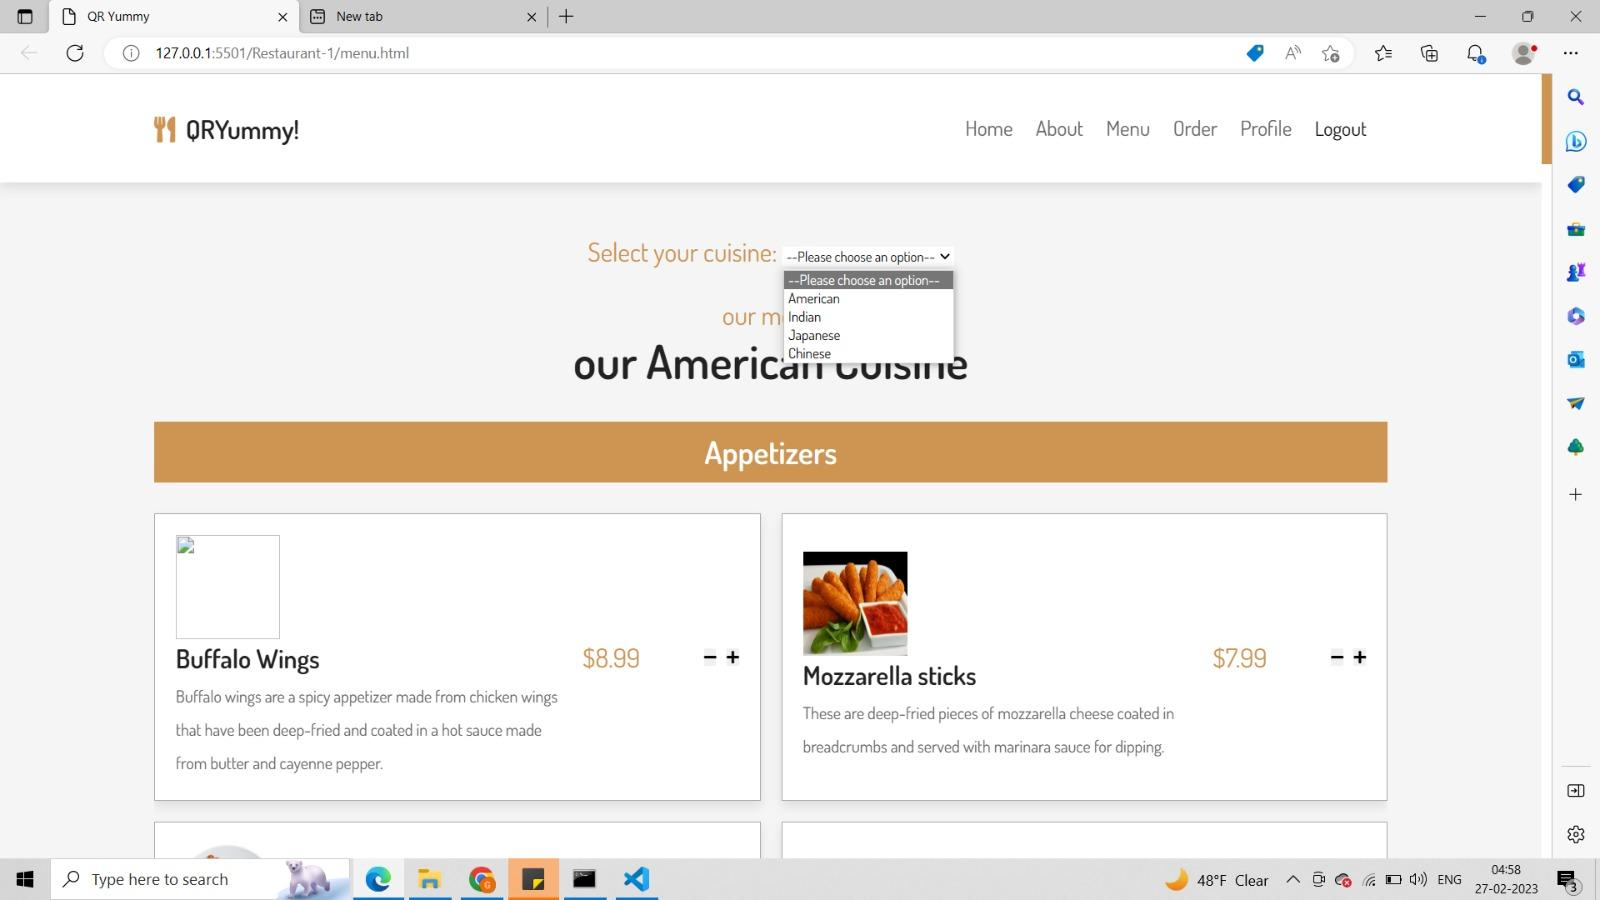 QR Yummy
New tab
127.0.0.1:5501/Restaurant-1/menu.html
QRYummy!
Home About Menu Order Profile Logout
Select your cuisine: --Please choose an option--
--Please choose an option--
American
Indian
Japanese
Chinese
our m
our American Cuisine
Appetizers
Buffalo Wings
$8.99
Buffalo wings are a spicy appetizer made from chicken wings
that have been deep-fried and coated in a hot sauce made
from butter and cayenne pepper.
Mozzarella sticks
$7.99
These are deep-fried pieces of mozzarella cheese coated in
breadcrumbs and served with marinara sauce for dipping.
Type here to search
48°F Clear
ENG
04:58
27-02-2023
3